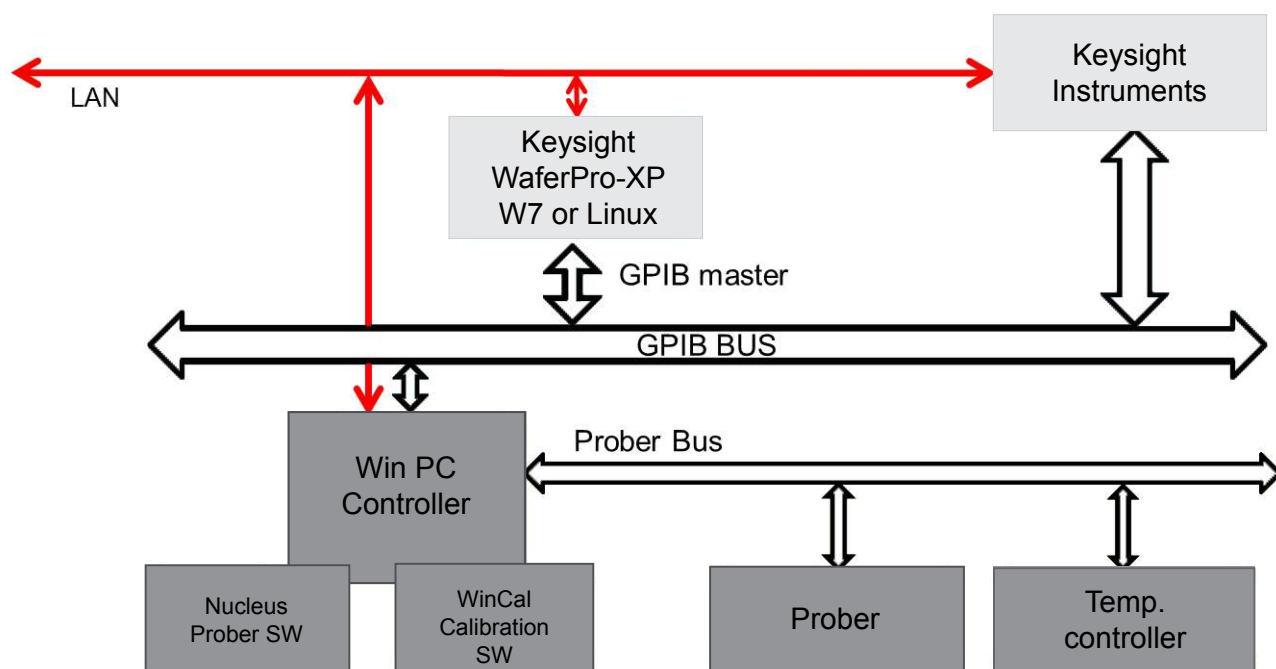 Keysight
Instruments
LAN
Keysight
WaferPro-XP
W7 or Linux
GPIB master
GPIB BUS
Prober Bus
Win PC
Controller
Nucleus
Prober SW
WinCal
Calibration
SW
Prober
Temp.
controller